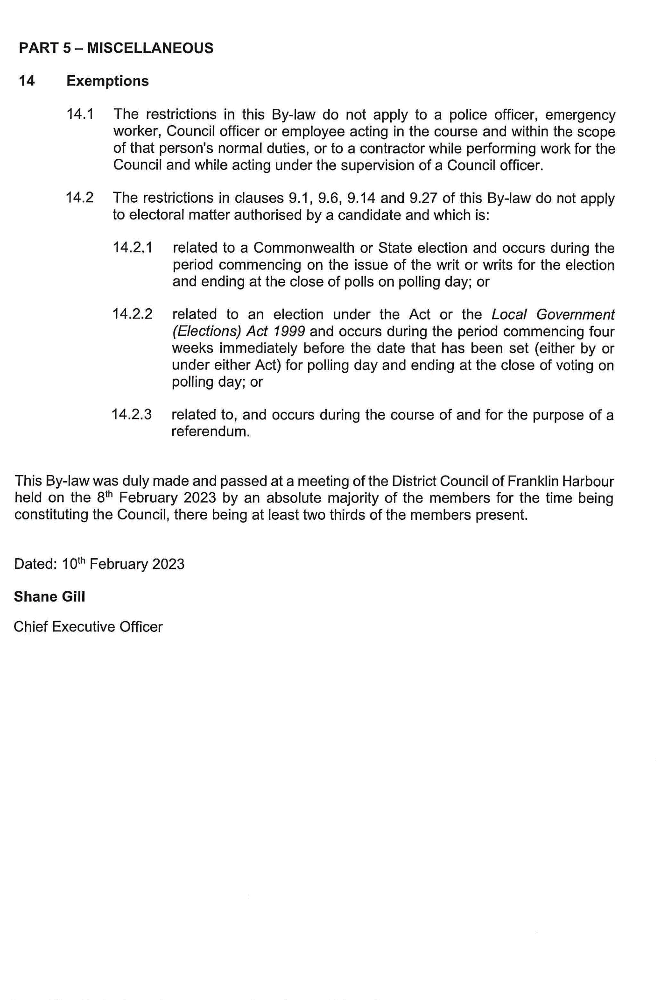 PART 5 – MISCELLANEOUS
14 Exemptions
14.1 The restrictions in this By-law do not apply to a police officer, emergency
worker, Council officer or employee acting in the course and within the scope
of that person's normal duties, or to a contractor while performing work for the
Council and while acting under the supervision of a Council officer.
14.2 The restrictions in clauses 9.1, 9.6, 9.14 and 9.27 of this By-law do not apply
to electoral matter authorised by a candidate and which is:
14.2.1 related to a Commonwealth or State election and occurs during the
period commencing on the issue of the writ or writs for the election
and ending at the close of polls on polling day; or
14.2.2 related to an election under the Act or the Local Government
(Elections) Act 1999 and occurs during the period commencing four
weeks immediately before the date that has been set (either by or
under either Act) for polling day and ending at the close of voting on
polling day; or
14.2.3 related to, and occurs during the course of and for the purpose of a
referendum.
This By-law was duly made and passed at a meeting of the District Council of Franklin Harbour
held on the 8th February 2023 by an absolute majority of the members for the time being
constituting the Council, there being at least two thirds of the members present.
Dated: 10th February 2023
Shane Gill
Chief Executive Officer